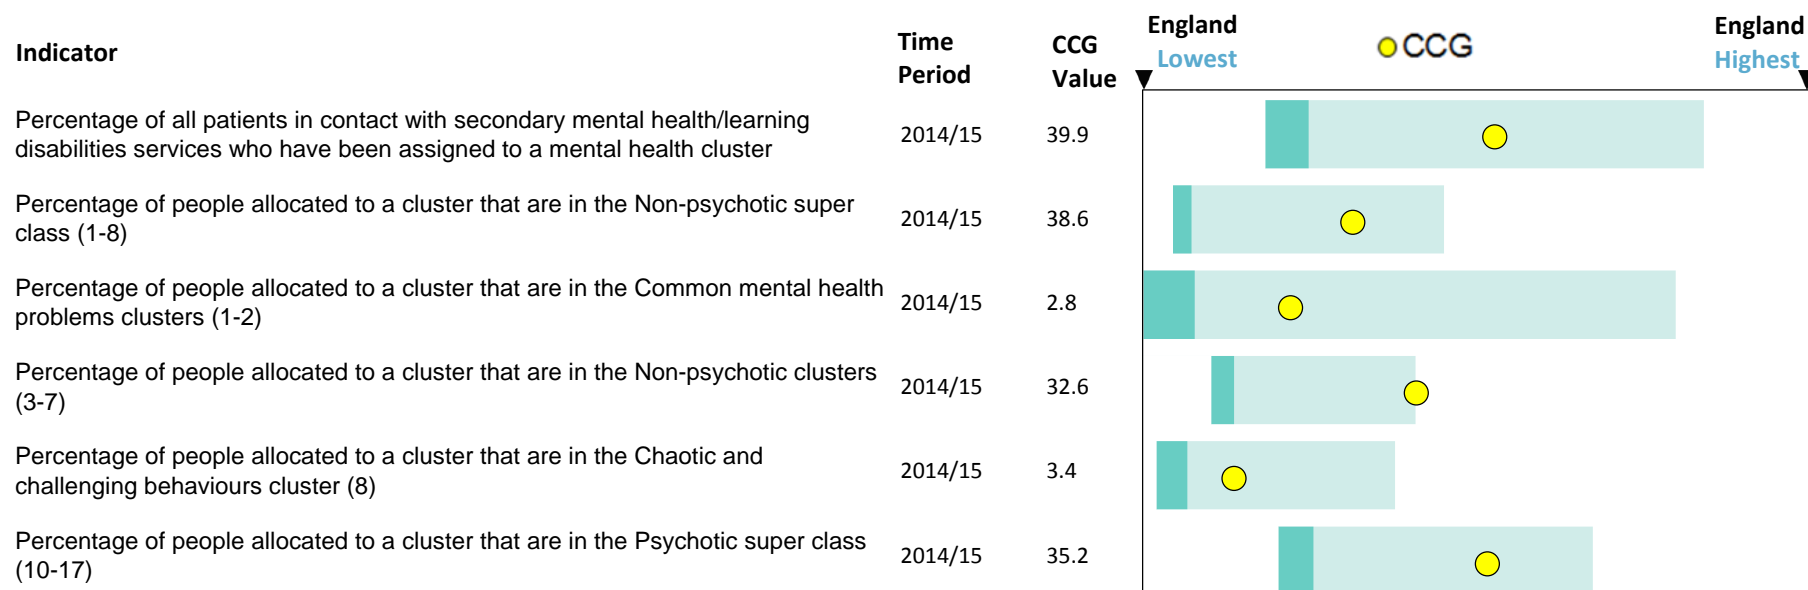 Indicator
Time Period
CCG Value
England Lowest
CCG
England Highest
Percentage of all patients in contact with secondary mental health/learning
disabilities services who have been assigned to a mental health cluster
2014/15
39.9
Percentage of people allocated to a cluster that are in the Non-psychotic super
class (1-8)
2014/15
38.6
Percentage of people allocated to a cluster that are in the Common mental health
problems clusters (1-2)
2014/15
2.8
Percentage of people allocated to a cluster that are in the Non-psychotic clusters
(3-7)
2014/15
32.6
Percentage of people allocated to a cluster that are in the Chaotic and
challenging behaviours cluster (8)
2014/15
3.4
Percentage of people allocated to a cluster that are in the Psychotic super class
(10-17)
2014/15
35.2